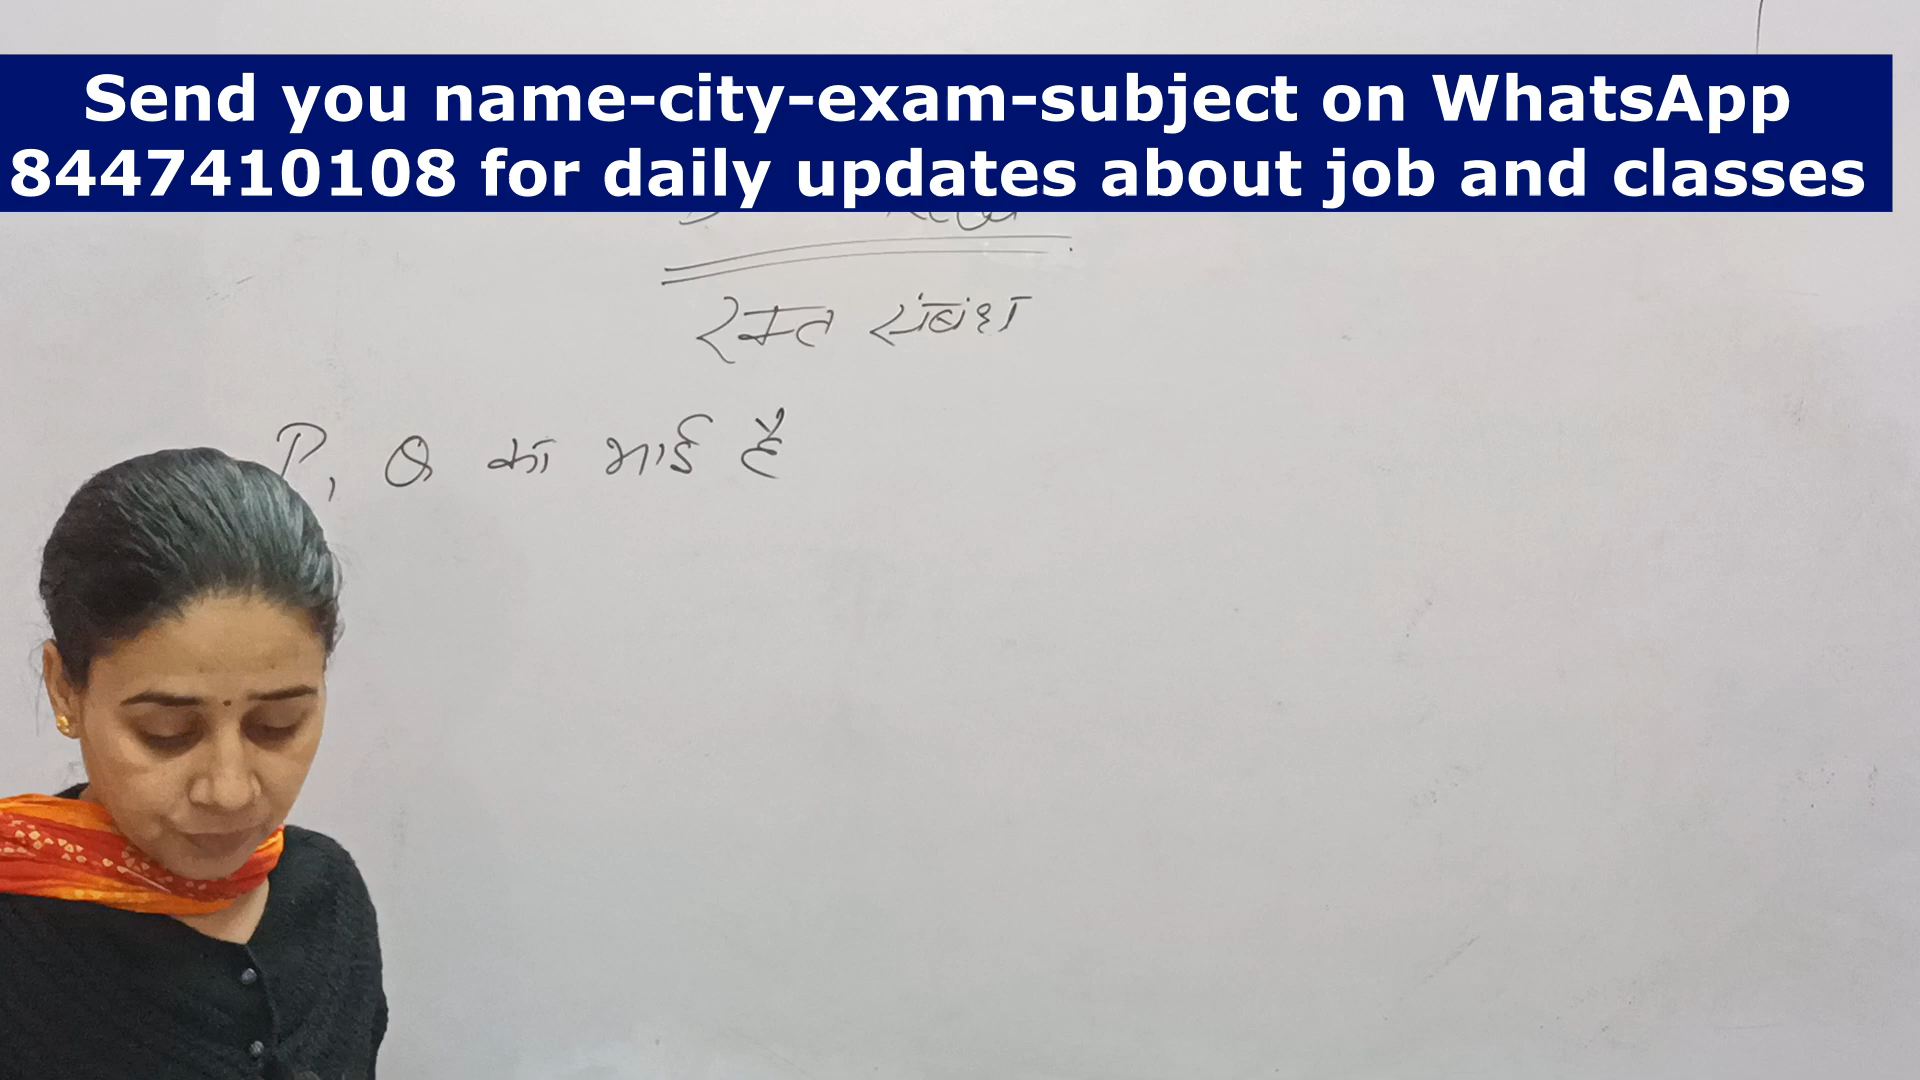 Send you name-city-exam-subject on WhatsApp
8447410108 for daily updates about job and classes
रक्त संबंध
P, Q का भाई है